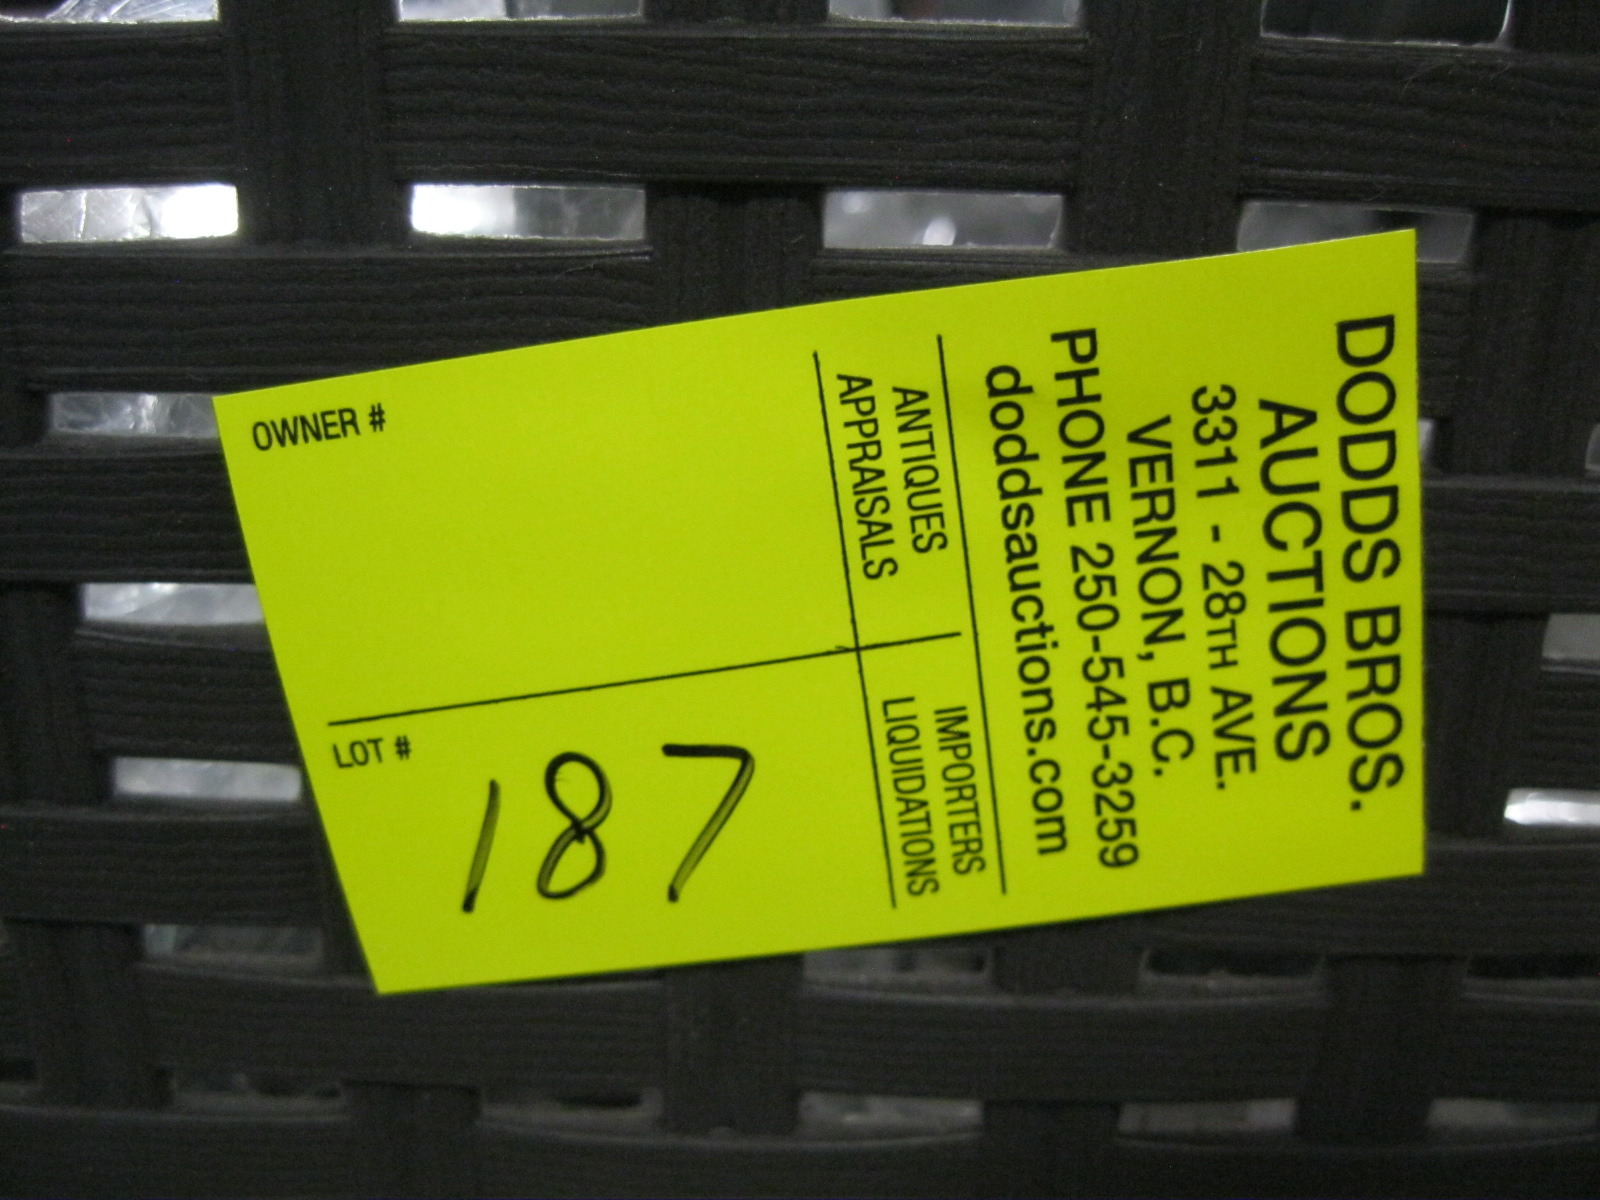 DODDS BROS.
AUCTIONS
3311 - 28TH AVE.
VERNON, B.C.
PHONE 250-545-3259
doddsauctions.com
ANTIQUES
APPRAISALS
IMPORTERS
LIQUIDATIONS
OWNER #
LOT #
187